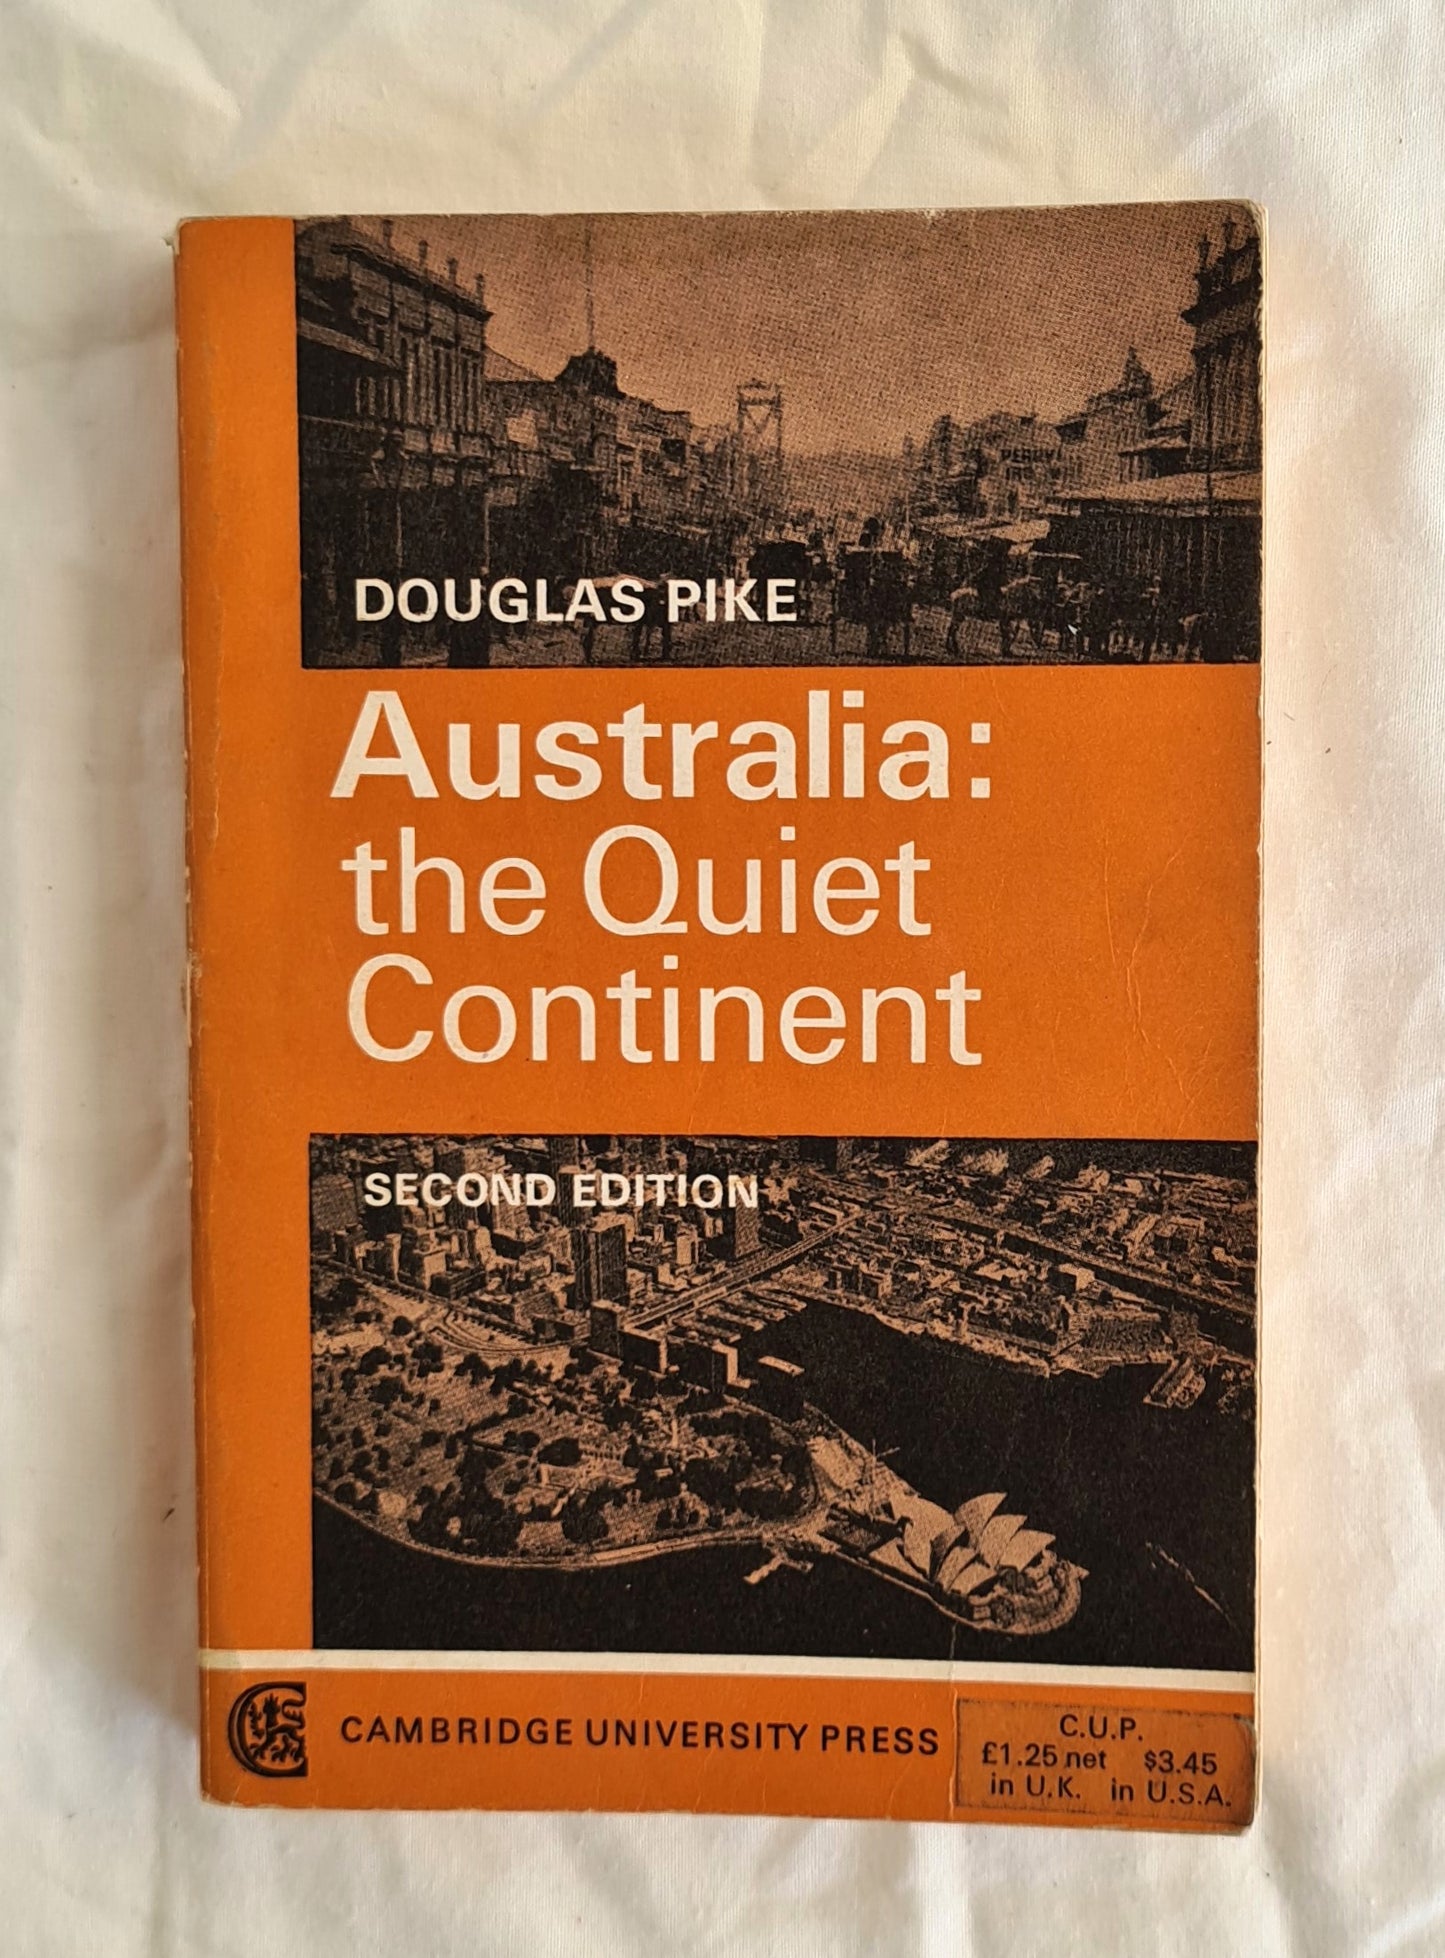 DOUGLAS PIKE
Australia:
the Quiet
Continent
SECOND EDITION
CAMBRIDGE UNIVERSITY PRESS
C.U.P.
£1.25 net $3.45
in U.K. in U.S.A.